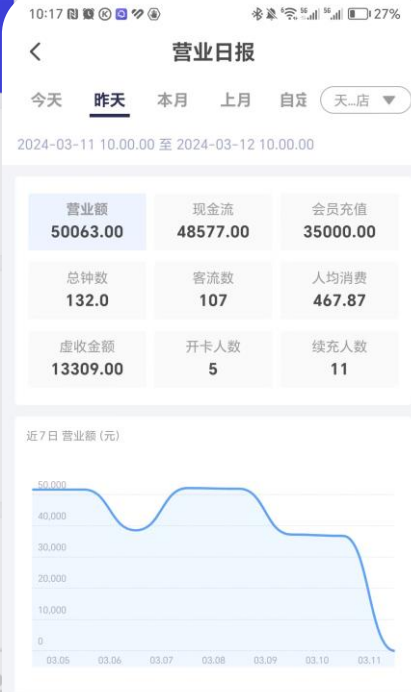 10:17 27%
营业日报
今天 昨天 本月 上月 自定 天...店
2024-03-11 10.00.00 至 2024-03-12 10.00.00
营业额 现金流 会员充值
50063.00 48577.00 35000.00
总钟数 客流数 人均消费
132.0 107 467.87
虚收金额 开卡人数 续充人数
13309.00 5 11
近7日 营业额 (元)
50,000
40,000
30,000
20,000
10,000
0
03.05 03.06 03.07 03.08 03.09 03.10 03.11